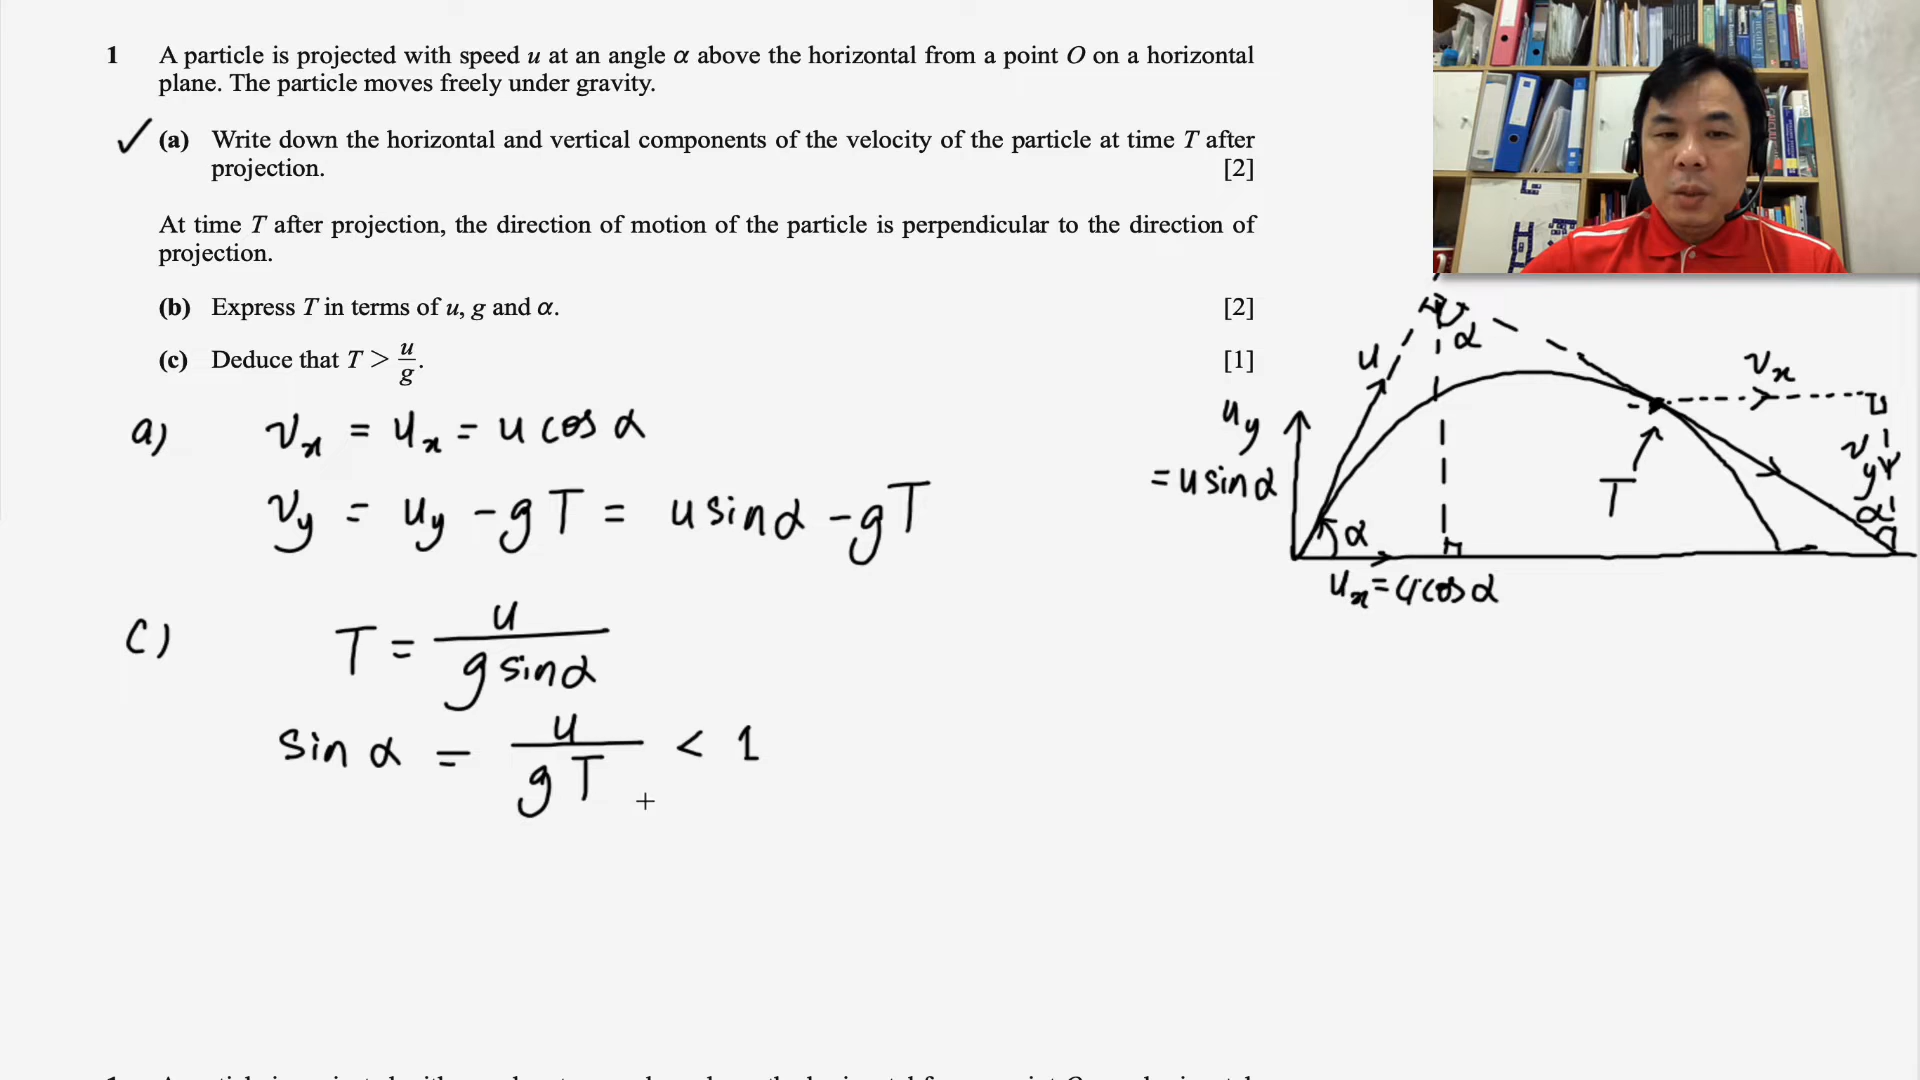 1 A particle is projected with speed u at an angle α above the horizontal from a point O on a horizontal
plane. The particle moves freely under gravity.
✓ (a) Write down the horizontal and vertical components of the velocity of the particle at time T after
projection. [2]
At time T after projection, the direction of motion of the particle is perpendicular to the direction of
projection.
(b) Express T in terms of u, g and α. [2]
(c) Deduce that T > u/g. [1]
a) vx = ux = u cos α
vy = uy - gT = u sin α - gT
c) T = u/(g sin α)
sin α = u/(gT) < 1
u
α
vx
uy
= u sin α
vy
T
α
α
ux = u cos α